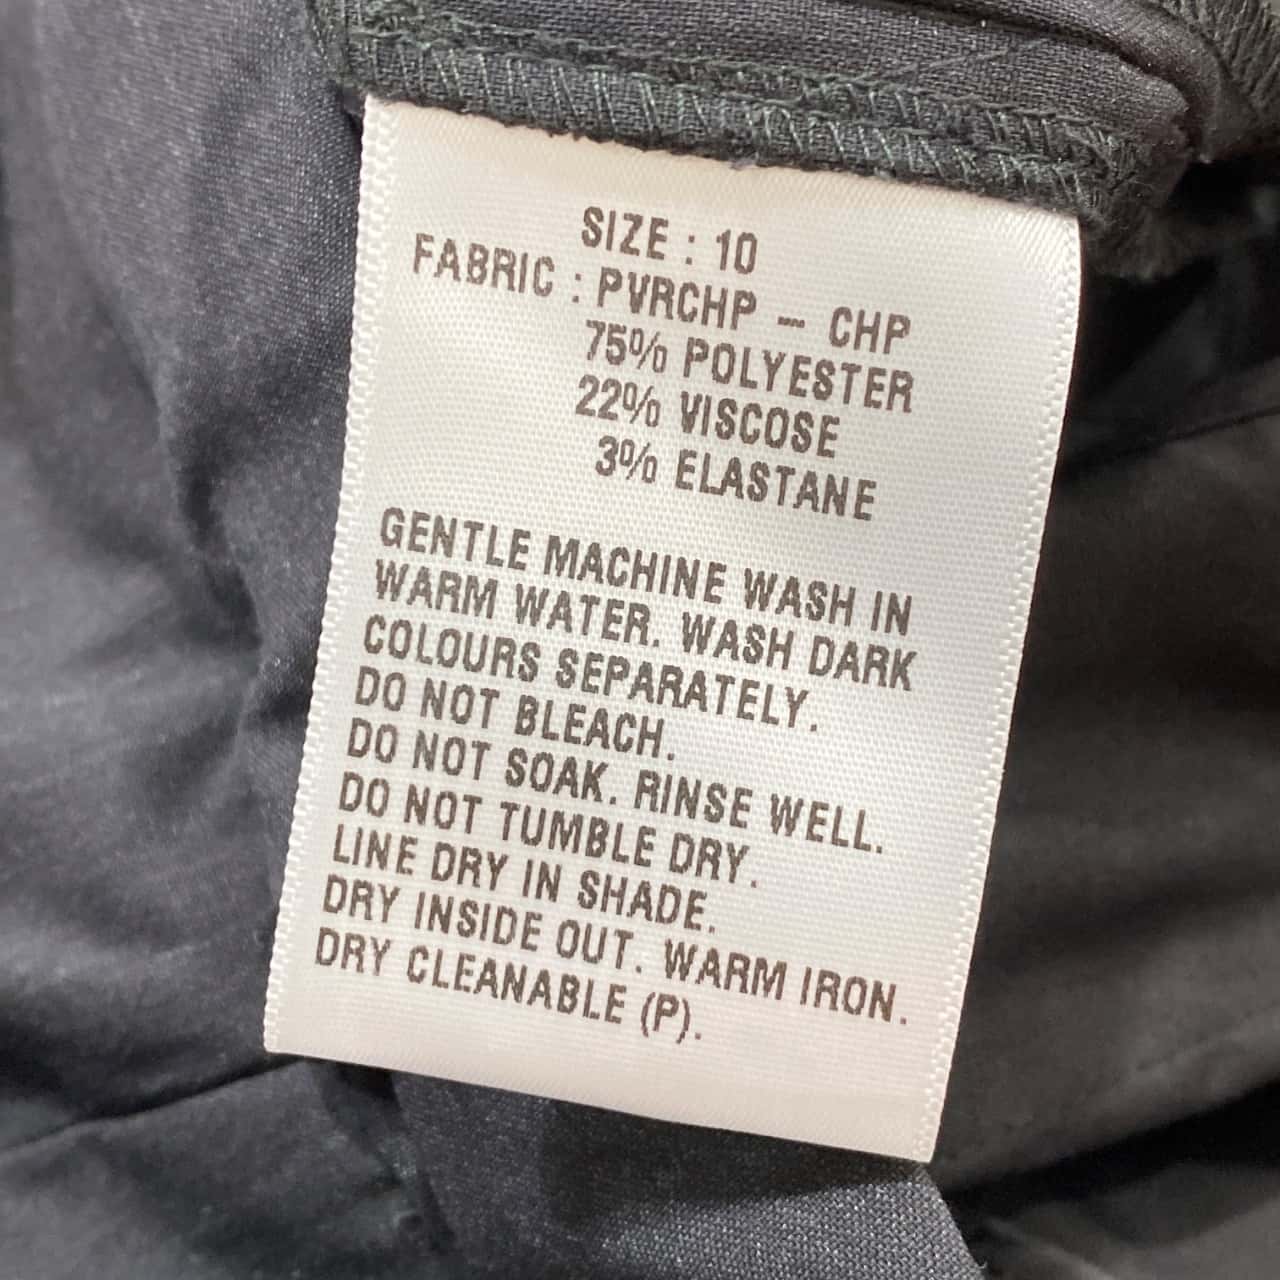 SIZE : 10
FABRIC : PVRCHP – CHP
75% POLYESTER
22% VISCOSE
3% ELASTANE
GENTLE MACHINE WASH IN
WARM WATER. WASH DARK
COLOURS SEPARATELY.
DO NOT BLEACH.
DO NOT SOAK. RINSE WELL.
DO NOT TUMBLE DRY.
LINE DRY IN SHADE.
DRY INSIDE OUT. WARM IRON.
DRY CLEANABLE (P).